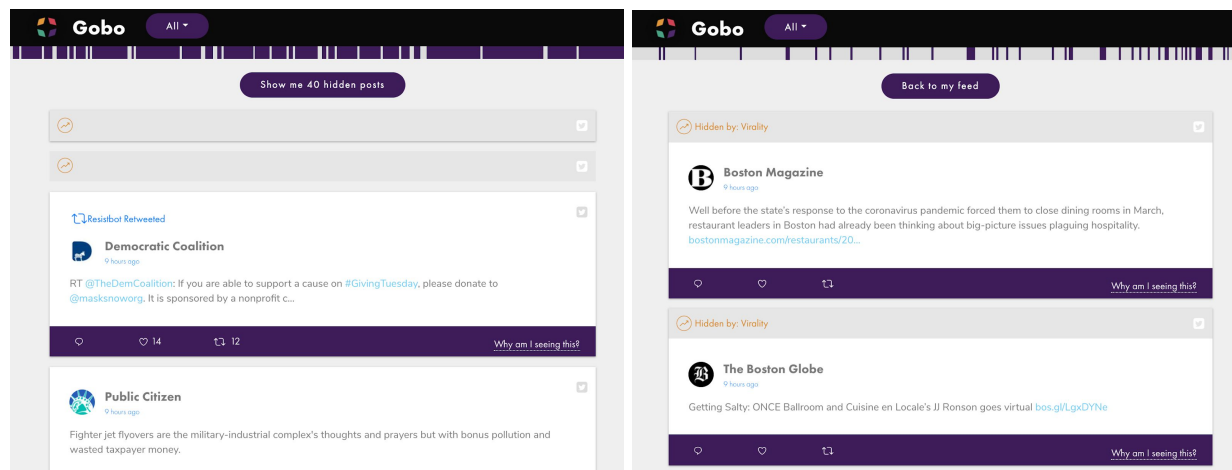 Gobo
All
Show me 40 hidden posts
Resistbot Retweeted
Democratic Coalition
9 hours ago
RT @TheDemCoalition: If you are able to support a cause on #GivingTuesday, please donate to
@masksnoworg. It is sponsored by a nonprofit c...
14
12
Why am I seeing this?
Public Citizen
9 hours ago
Fighter jet flyovers are the military-industrial complex's thoughts and prayers but with bonus pollution and
wasted taxpayer money.
Gobo
All
Back to my feed
Hidden by: Virality
B
Boston Magazine
9 hours ago
Well before the state's response to the coronavirus pandemic forced them to close dining rooms in March,
restaurant leaders in Boston had already been thinking about big-picture issues plaguing hospitality.
bostonmagazine.com/restaurants/20...
Why am I seeing this?
Hidden by: Virality
B
The Boston Globe
9 hours ago
Getting Salty: ONCE Ballroom and Cuisine en Locale's JJ Ronson goes virtual bos.gl/LgxDYNe
Why am I seeing this?